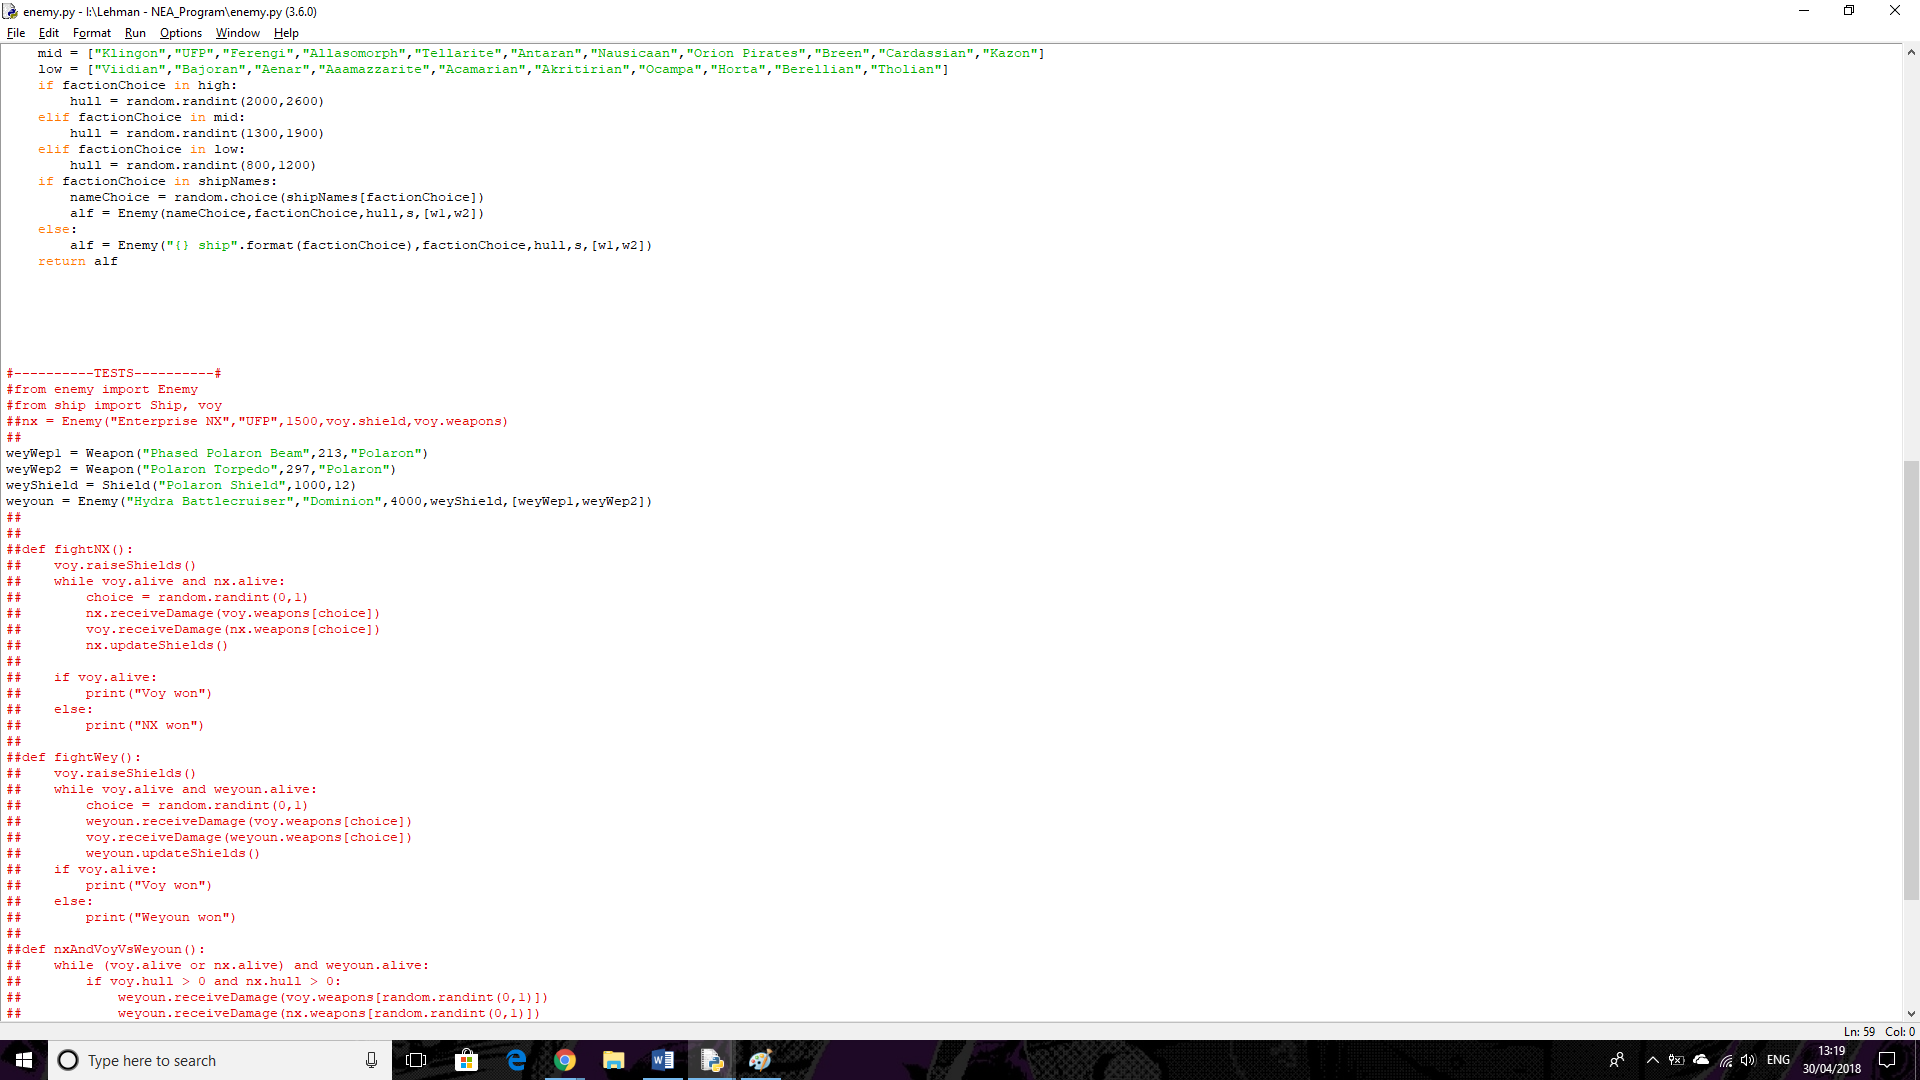 enemy.py - I:\Lehman - NEA_Program\enemy.py (3.6.0)
File Edit Format Run Options Window Help
    mid = ["Klingon","UFP","Ferengi","Allasomorph","Tellarite","Antaran","Nausicaan","Orion Pirates","Breen","Cardassian","Kazon"]
    low = ["Viidian","Bajoran","Aenar","Aaamazzarite","Acamarian","Akritirian","Ocampa","Horta","Berellian","Tholian"]
    if factionChoice in high:
        hull = random.randint(2000,2600)
    elif factionChoice in mid:
        hull = random.randint(1300,1900)
    elif factionChoice in low:
        hull = random.randint(800,1200)
    if factionChoice in shipNames:
        nameChoice = random.choice(shipNames[factionChoice])
        alf = Enemy(nameChoice,factionChoice,hull,s,[w1,w2])
    else:
        alf = Enemy("{} ship".format(factionChoice),factionChoice,hull,s,[w1,w2])
    return alf
#----------TESTS----------#
#from enemy import Enemy
#from ship import Ship, voy
##nx = Enemy("Enterprise NX","UFP",1500,voy.shield,voy.weapons)
##
weyWep1 = Weapon("Phased Polaron Beam",213,"Polaron")
weyWep2 = Weapon("Polaron Torpedo",297,"Polaron")
weyShield = Shield("Polaron Shield",1000,12)
weyoun = Enemy("Hydra Battlecruiser","Dominion",4000,weyShield,[weyWep1,weyWep2])
##
##
##def fightNX():
##    voy.raiseShields()
##    while voy.alive and nx.alive:
##        choice = random.randint(0,1)
##        nx.receiveDamage(voy.weapons[choice])
##        voy.receiveDamage(nx.weapons[choice])
##        nx.updateShields()
##
##    if voy.alive:
##        print("Voy won")
##    else:
##        print("NX won")
##
##def fightWey():
##    voy.raiseShields()
##    while voy.alive and weyoun.alive:
##        choice = random.randint(0,1)
##        weyoun.receiveDamage(voy.weapons[choice])
##        voy.receiveDamage(weyoun.weapons[choice])
##        weyoun.updateShields()
##    if voy.alive:
##        print("Voy won")
##    else:
##        print("Weyoun won")
##
##def nxAndVoyVsWeyoun():
##    while (voy.alive or nx.alive) and weyoun.alive:
##        if voy.hull > 0 and nx.hull > 0:
##            weyoun.receiveDamage(voy.weapons[random.randint(0,1)])
##            weyoun.receiveDamage(nx.weapons[random.randint(0,1)])
Ln: 59 Col: 0
Type here to search
ENG
13:19
30/04/2018